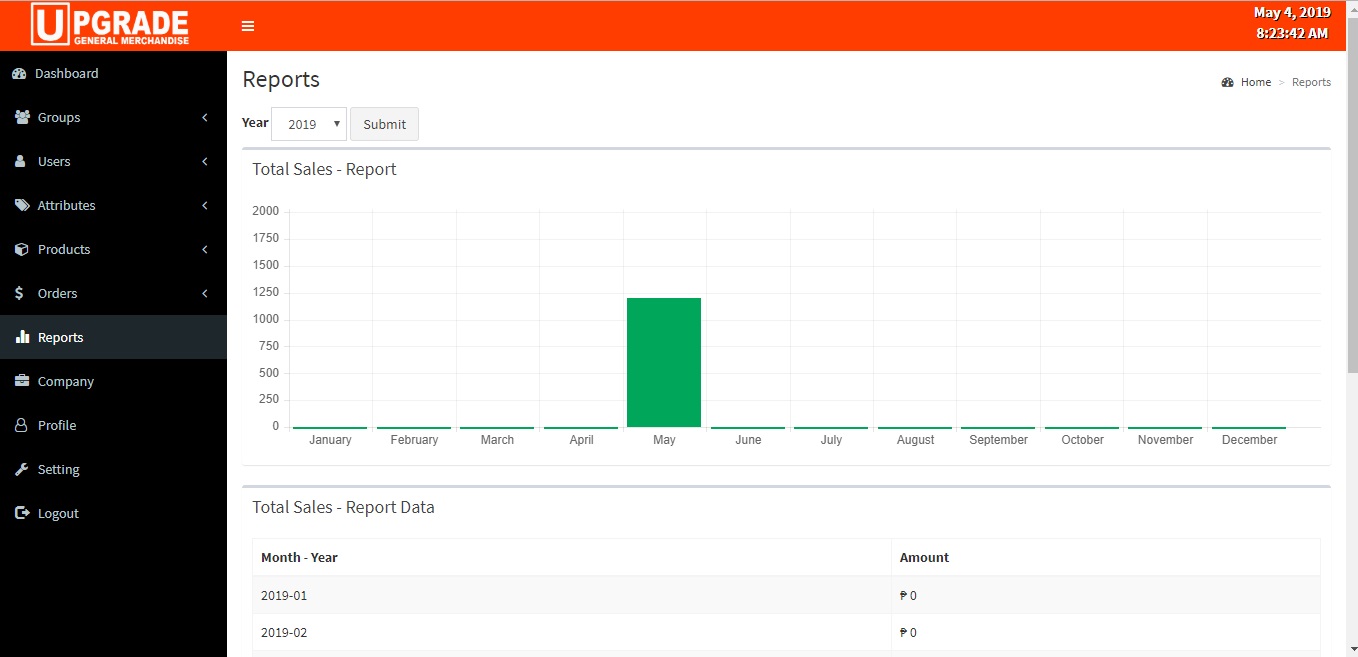 UPGRADE
GENERAL MERCHANDISE
May 4, 2019
8:23:42 AM
Dashboard
Groups
Users
Attributes
Products
Orders
Reports
Company
Profile
Setting
Logout
Reports
Home > Reports
Year 2019 Submit
Total Sales - Report
2000
1750
1500
1250
1000
750
500
250
0
January February March April May June July August September October November December
Total Sales - Report Data
Month - Year Amount
2019-01 ₱ 0
2019-02 ₱ 0